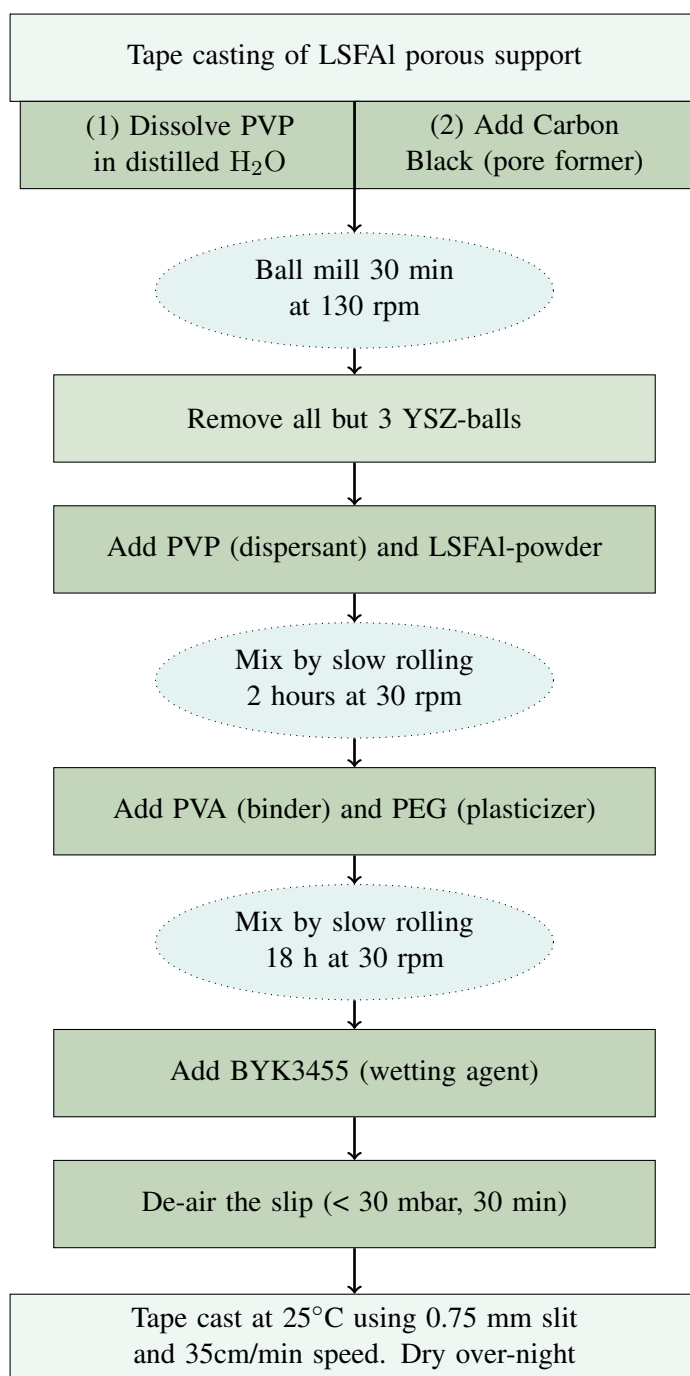 Tape casting of LSFAl porous support
(1) Dissolve PVP
in distilled H₂O
(2) Add Carbon
Black (pore former)
Ball mill 30 min
at 130 rpm
Remove all but 3 YSZ-balls
Add PVP (dispersant) and LSFAl-powder
Mix by slow rolling
2 hours at 30 rpm
Add PVA (binder) and PEG (plasticizer)
Mix by slow rolling
18 h at 30 rpm
Add BYK3455 (wetting agent)
De-air the slip (< 30 mbar, 30 min)
Tape cast at 25°C using 0.75 mm slit
and 35cm/min speed. Dry over-night